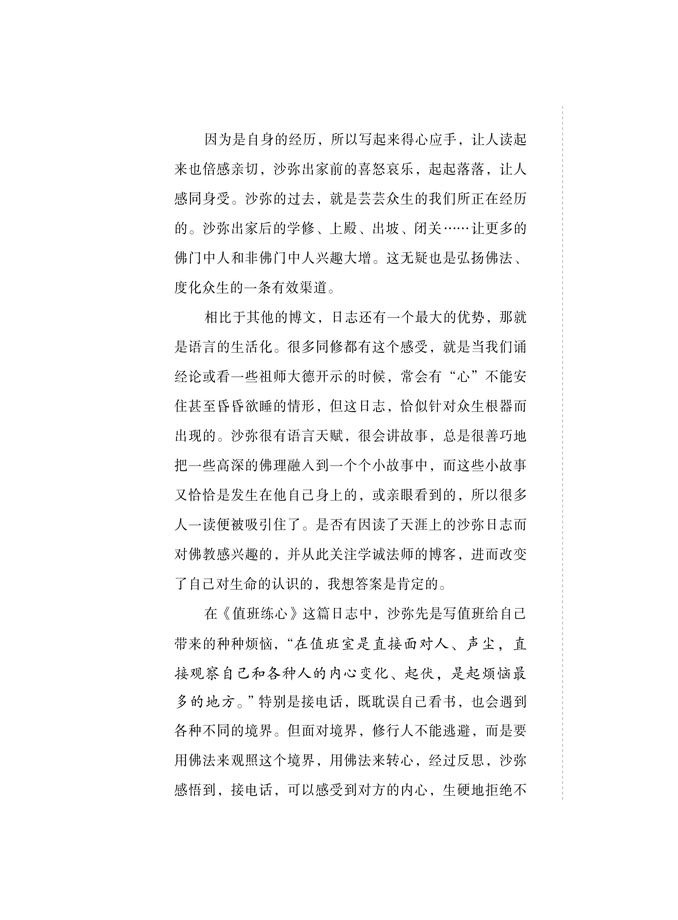 因为是自身的经历，所以写起来得心应手，让人读起
来也倍感亲切，沙弥出家前的喜怒哀乐，起起落落，让人
感同身受。沙弥的过去，就是芸芸众生的我们所正在经历
的。沙弥出家后的学修、上殿、出坡、闭关……让更多的
佛门中人和非佛门中人兴趣大增。这无疑也是弘扬佛法、
度化众生的一条有效渠道。
相比于其他的博文，日志还有一个最大的优势，那就
是语言的生活化。很多同修都有这个感受，就是当我们诵
经论或看一些祖师大德开示的时候，常会有“心”不能安
住甚至昏昏欲睡的情形，但这日志，恰似针对众生根器而
出现的。沙弥很有语言天赋，很会讲故事，总是很善巧地
把一些高深的佛理融入到一个个小故事中，而这些小故事
又恰恰是发生在他自己身上的，或亲眼看到的，所以很多
人一读便被吸引住了。是否有因读了天涯上的沙弥日志而
对佛教感兴趣的，并从此关注学诚法师的博客，进而改变
了自己对生命的认识的，我想答案是肯定的。
在《值班练心》这篇日志中，沙弥先是写值班给自己
带来的种种烦恼，“在值班室是直接面对人、声尘，直
接观察自己和各种人的内心变化、起伏，是起烦恼最
多的地方。”特别是接电话，既耽误自己看书，也会遇到
各种不同的境界。但面对境界，修行人不能逃避，而是要
用佛法来观照这个境界，用佛法来转心，经过反思，沙弥
感悟到，接电话，可以感受到对方的内心，生硬地拒绝不